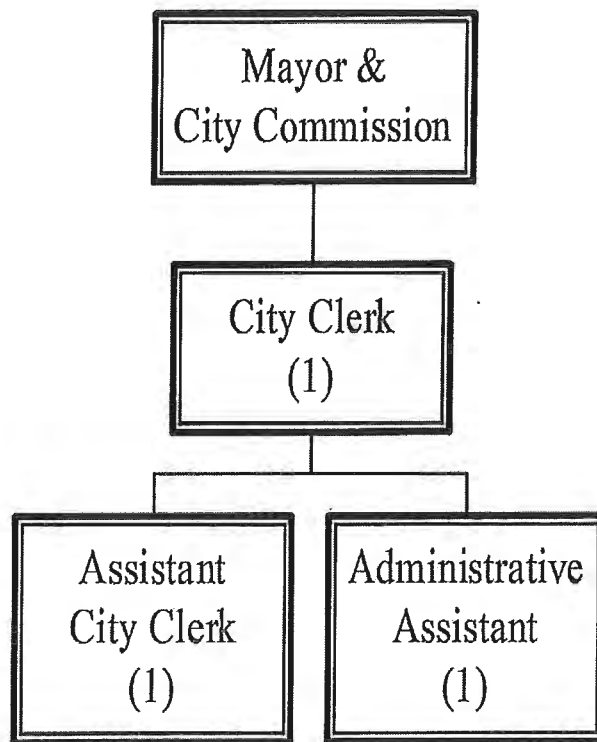 Mayor &
City Commission
City Clerk
(1)
Assistant
City Clerk
(1)
Administrative
Assistant
(1)